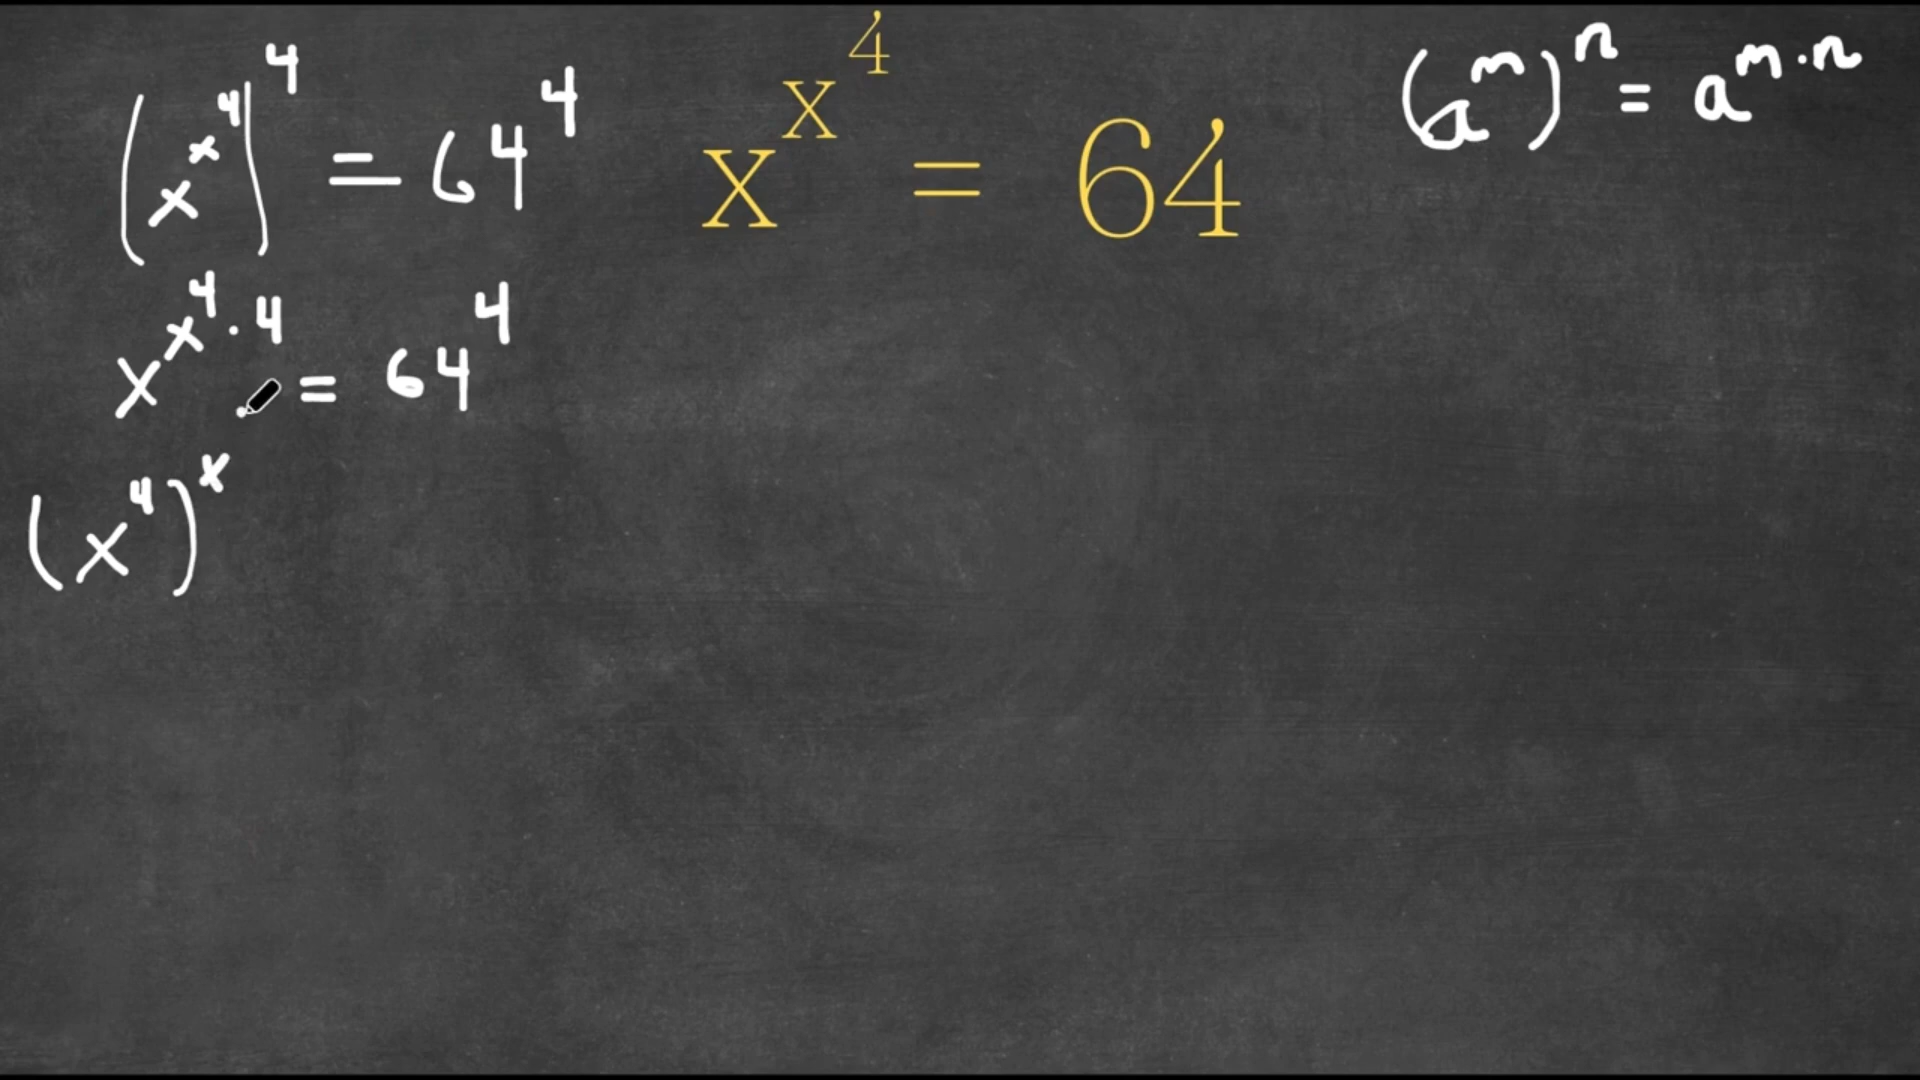 (x^x^4)^4 = 64^4
x^x^4 = 64
(a^m)^n = a^m·n
x^x^4·4 = 64^4
(x^4)^x